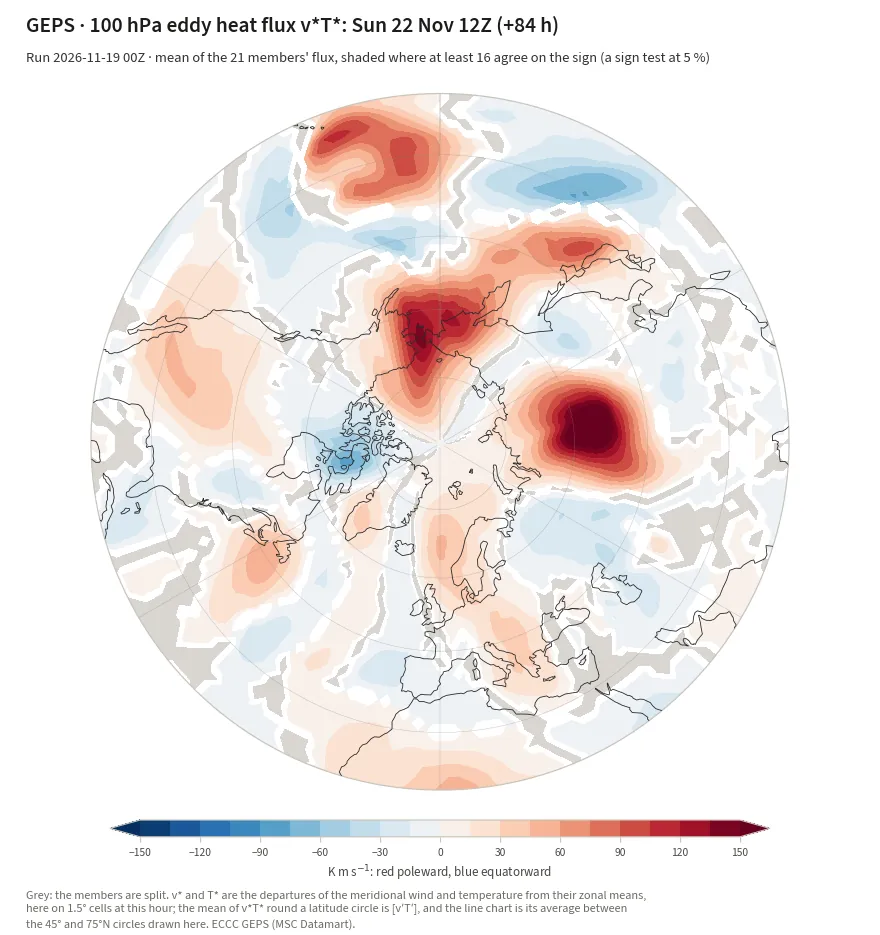 GEPS · 100 hPa eddy heat flux v*T*: Sun 22 Nov 12Z (+84 h)
Run 2026-11-19 00Z · mean of the 21 members' flux, shaded where at least 16 agree on the sign (a sign test at 5 %)
−150 −120 −90 −60 −30 0 30 60 90 120 150
K m s⁻¹: red poleward, blue equatorward
Grey: the members are split. v* and T* are the departures of the meridional wind and temperature from their zonal means,
here on 1.5° cells at this hour; the mean of v*T* round a latitude circle is [v'T'], and the line chart is its average between
the 45° and 75°N circles drawn here. ECCC GEPS (MSC Datamart).